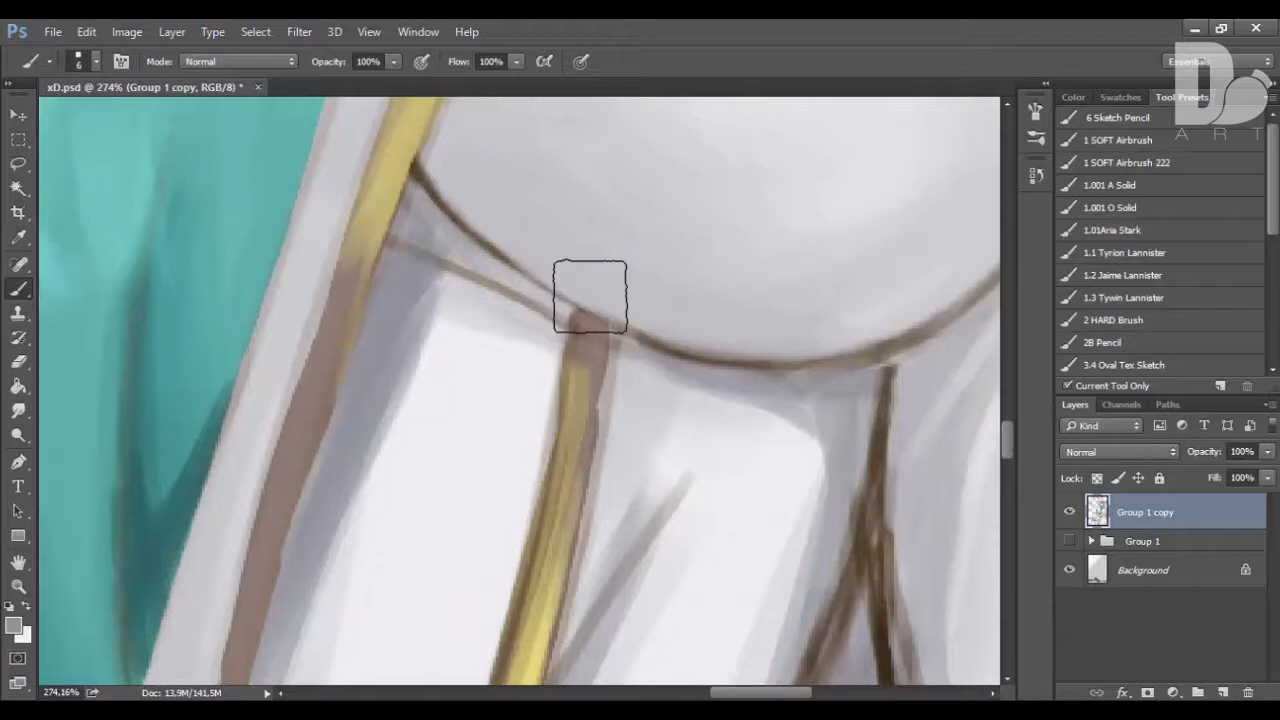 Ps File Edit Image Layer Type Select Filter 3D View Window Help
6 Mode: Normal Opacity: 100% Flow: 100%
xD.psd @ 274% (Group 1 copy, RGB/8) * ×
Color Swatches Tool Presets
D
ART
6 Sketch Pencil
1 SOFT Airbrush
1 SOFT Airbrush 222
1.001 A Solid
1.001 O Solid
1.01Aria Stark
1.1 Tyrion Lannister
1.2 Jaime Lannister
1.3 Tywin Lannister
2 HARD Brush
2B Pencil
3.4 Oval Tex Sketch
Current Tool Only
Layers Channels Paths
Kind
Normal Opacity: 100%
Lock: Fill: 100%
Group 1 copy
Group 1
Background
274,16% Doc: 13,9M/141,5M